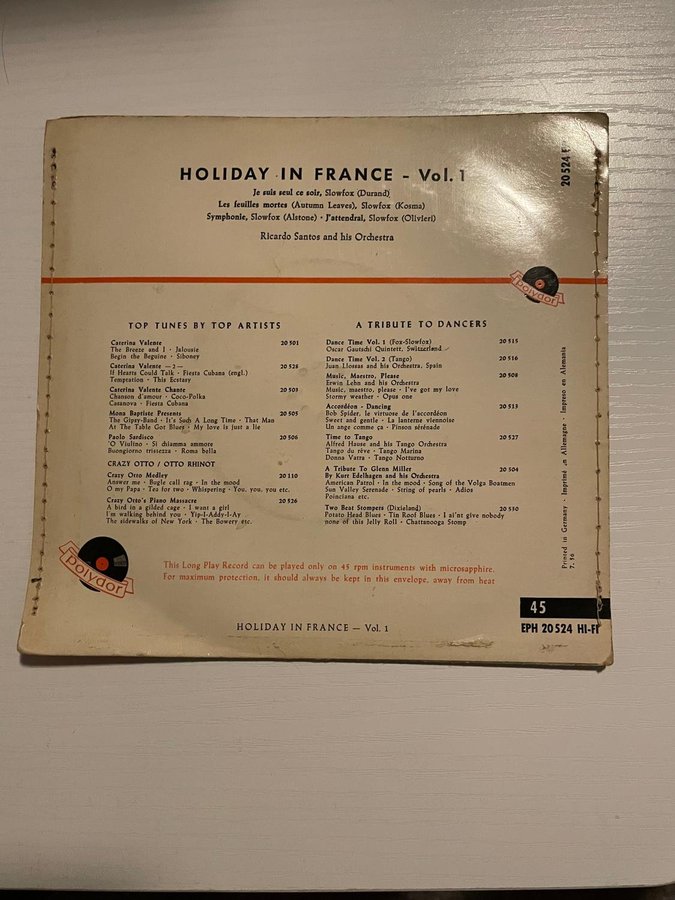 HOLIDAY IN FRANCE - Vol. 1
Je suis seul ce soir, Slowfox (Durand)
Les feuilles mortes (Autumn Leaves), Slowfox (Kosma)
Symphonie, Slowfox (Alstone) · J'attendrai, Slowfox (Olivieri)
Ricardo Santos and his Orchestra
20 524 E
polydor
TOP TUNES BY TOP ARTISTS
Caterina Valente 20 501
The Breeze and I · Jalousie
Begin the Beguine · Siboney
Caterina Valente — 2 — 20 528
If Hearts Could Talk · Fiesta Cubana (engl.)
Temptation · This Ecstasy
Caterina Valente Chante 20 503
Chanson d'amour · Coco-Polka
Casanova · Fiesta Cubana
Mona Baptiste Presents 20 505
The Gipsy-Band · It's Such A Long Time · That Man
At The Table Got Blues · My love is just a lie
Paolo Sardisco 20 506
'O Viulino · Si chiamma ammore
Buongiorno tristezza · Roma bella
CRAZY OTTO / OTTO RHINOT
Crazy Otto Medley 20 110
Answer me · Bugle call rag · In the mood
O my Papa · Tea for two · Whispering · You, you, you etc.
Crazy Otto's Piano Massacre 20 526
A bird in a gilded cage · I want a girl
I'm walking behind you · Yip-I-Addy-I-Ay
The sidewalks of New York · The Bowery etc.
A TRIBUTE TO DANCERS
Dance Time Vol. 1 (Fox-Slowfox) 20 515
Oscar Gautschi Quintett, Switzerland
Dance Time Vol. 2 (Tango) 20 516
Juan Llossas and his Orchestra, Spain
Music, Maestro, Please 20 508
Erwin Lehn and his Orchestra
Music, maestro, please · I've got my love
Stormy weather · Opus one
Accordéon - Dancing 20 513
Bob Spider, le virtuose de l'accordéon
Sweet and gentle · La lanterne viennoise
Un ange comme ça · Pinson sérénade
Time to Tango 20 527
Alfred Hause and his Tango Orchestra
Tango du rêve · Tango Marina
Donna Vatra · Tango Notturno
A Tribute To Glenn Miller 20 504
By Kurt Edelhagen and his Orchestra
American Patrol · In the mood · Song of the Volga Boatmen
Sun Valley Serenade · String of pearls · Adios
Poinciana etc.
Two Beat Stompers (Dixieland) 20 530
Potato Head Blues · Tin Roof Blues · I ai'nt give nobody
none of this Jelly Roll · Chattanooga Stomp
Printed in Germany · Imprimé en Allemagne · Impreso en Alemania
7. 56
polydor
This Long Play Record can be played only on 45 rpm instruments with microsapphire.
For maximum protection, it should always be kept in this envelope, away from heat
45
HOLIDAY IN FRANCE — Vol. 1
EPH 20 524 HI-FI